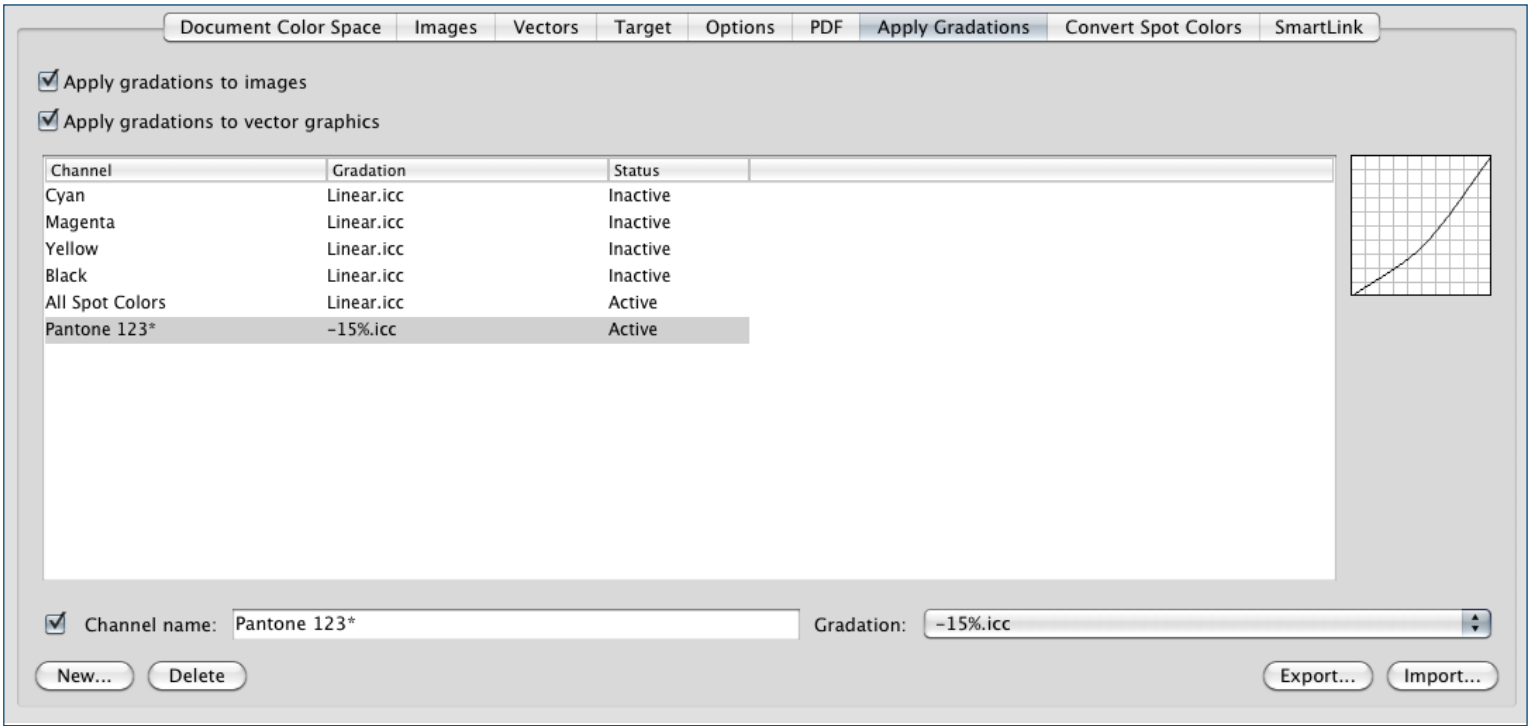 Document Color Space Images Vectors Target Options PDF Apply Gradations Convert Spot Colors SmartLink
Apply gradations to images
Apply gradations to vector graphics
Channel Gradation Status
Cyan Linear.icc Inactive
Magenta Linear.icc Inactive
Yellow Linear.icc Inactive
Black Linear.icc Inactive
All Spot Colors Linear.icc Active
Pantone 123* -15%.icc Active
Channel name: Pantone 123* Gradation: -15%.icc
New... Delete Export... Import...